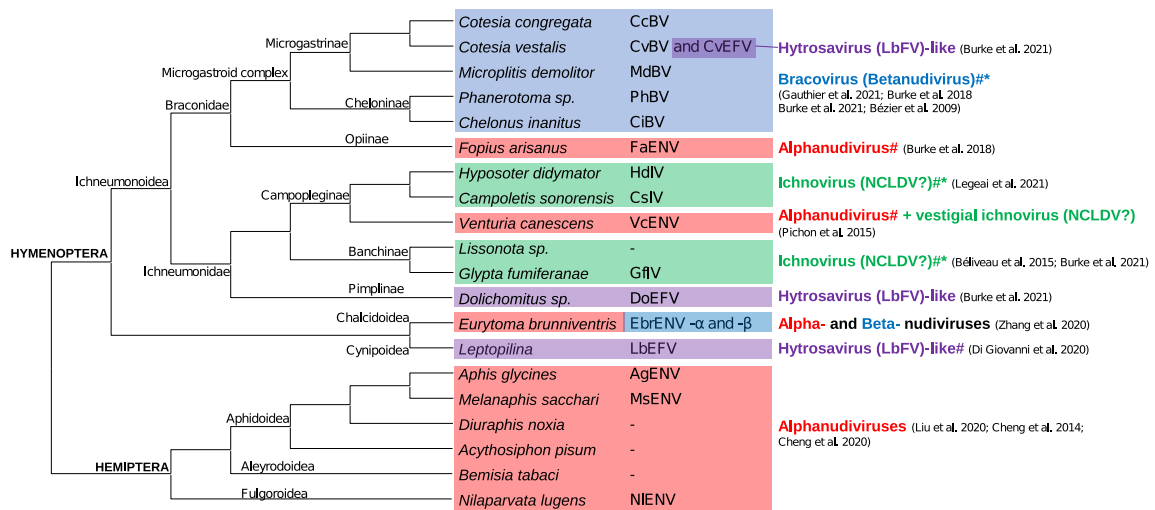 Cotesia congregata CcBV
Microgastrinae
Cotesia vestalis CvBV and CvEFV Hytrosavirus (LbFV)-like (Burke et al. 2021)
Microgastroid complex
Microplitis demolitor MdBV
Bracovirus (Betanudivirus)#*
(Gauthier et al. 2021; Burke et al. 2018
Burke et al. 2021; Bézier et al. 2009)
Braconidae
Cheloninae
Phanerotoma sp. PhBV
Chelonus inanitus CiBV
Opiinae
Fopius arisanus FaENV Alphanudivirus# (Burke et al. 2018)
Ichneumonoidea
Hyposoter didymator HdIV
Ichnovirus (NCLDV?)#* (Legeai et al. 2021)
Campopleginae
Campoletis sonorensis CsIV
Venturia canescens VcENV Alphanudivirus# + vestigial ichnovirus (NCLDV?)
(Pichon et al. 2015)
HYMENOPTERA
Banchinae
Lissonota sp. -
Ichnovirus (NCLDV?)#* (Béliveau et al. 2015; Burke et al. 2021)
Ichneumonidae
Glypta fumiferanae GfIV
Pimplinae
Dolichomitus sp. DoEFV Hytrosavirus (LbFV)-like (Burke et al. 2021)
Chalcidoidea
Eurytoma brunniventris EbrENV -α and -β Alpha- and Beta- nudiviruses (Zhang et al. 2020)
Cynipoidea
Leptopilina LbEFV Hytrosavirus (LbFV)-like# (Di Giovanni et al. 2020)
Aphis glycines AgENV
Melanaphis sacchari MsENV
Aphidoidea
Diuraphis noxia -
Alphanudiviruses (Liu et al. 2020; Cheng et al. 2014;
Cheng et al. 2020)
Acythosiphon pisum -
HEMIPTERA
Aleyrodoidea
Bemisia tabaci -
Fulgoroidea
Nilaparvata lugens NlENV